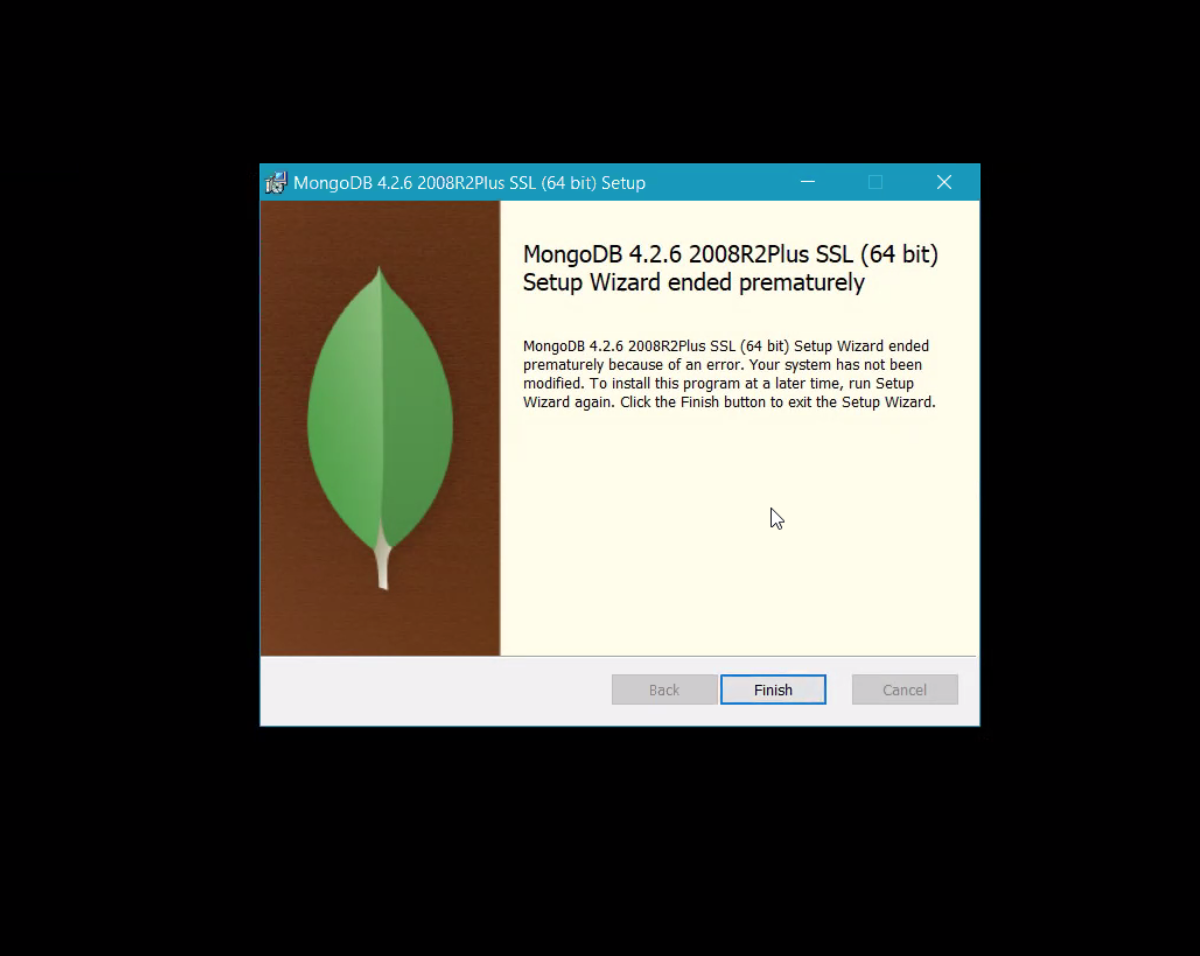 MongoDB 4.2.6 2008R2Plus SSL (64 bit) Setup
MongoDB 4.2.6 2008R2Plus SSL (64 bit)
Setup Wizard ended prematurely
MongoDB 4.2.6 2008R2Plus SSL (64 bit) Setup Wizard ended
prematurely because of an error. Your system has not been
modified. To install this program at a later time, run Setup
Wizard again. Click the Finish button to exit the Setup Wizard.
Back
Finish
Cancel